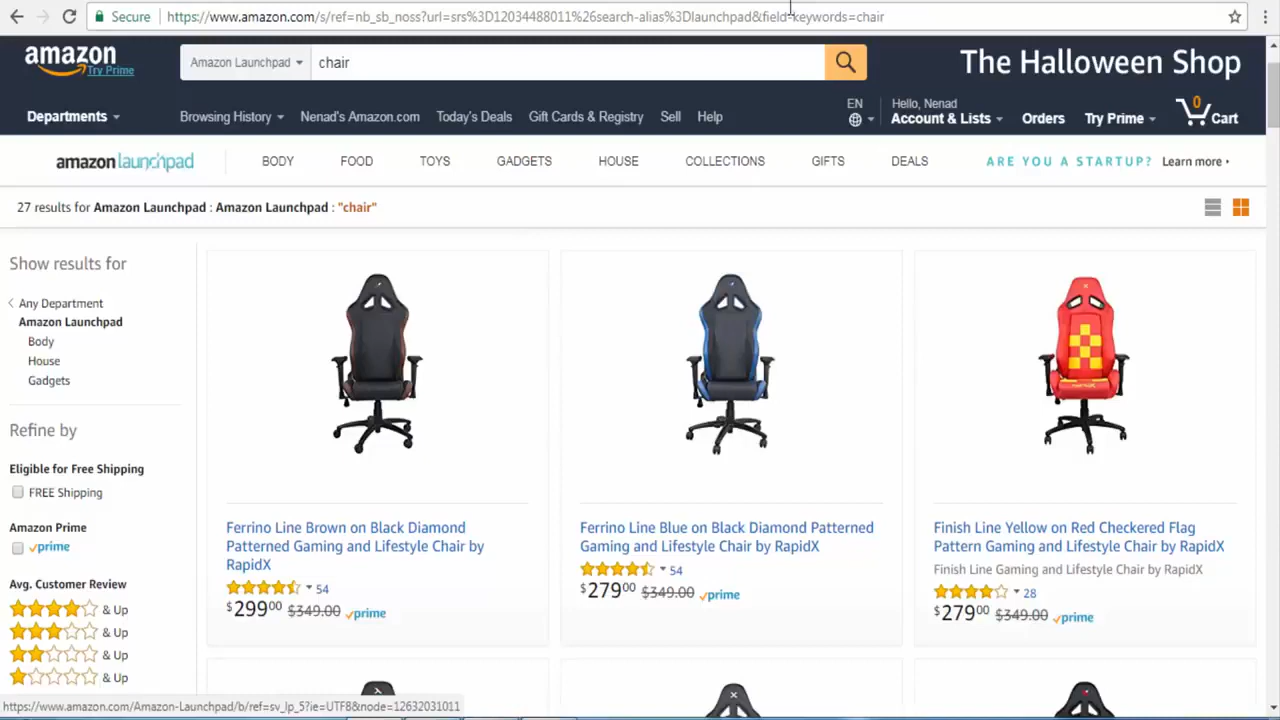 Secure
https://www.amazon.com/s/ref=nb_sb_noss?url=srs%3D12034488011%26search-alias%3Dlaunchpad&field-keywords=chair
amazon
Try Prime
Amazon Launchpad
chair
The Halloween Shop
Departments
Browsing History
Nenad's Amazon.com
Today's Deals
Gift Cards & Registry
Sell
Help
EN
Hello, Nenad
Account & Lists
Orders
Try Prime
0
Cart
amazon launchpad
BODY
FOOD
TOYS
GADGETS
HOUSE
COLLECTIONS
GIFTS
DEALS
ARE YOU A STARTUP?
Learn more ›
27 results for Amazon Launchpad : Amazon Launchpad : "chair"
Show results for
Any Department
Amazon Launchpad
Body
House
Gadgets
Refine by
Eligible for Free Shipping
FREE Shipping
Amazon Prime
prime
Avg. Customer Review
& Up
& Up
& Up
& Up
Ferrino Line Brown on Black Diamond
Patterned Gaming and Lifestyle Chair by
RapidX
54
$299.00 $349.00 prime
Ferrino Line Blue on Black Diamond Patterned
Gaming and Lifestyle Chair by RapidX
54
$279.00 $349.00 prime
Finish Line Yellow on Red Checkered Flag
Pattern Gaming and Lifestyle Chair by RapidX
Finish Line Gaming and Lifestyle Chair by RapidX
28
$279.00 $349.00 prime
https://www.amazon.com/Amazon-Launchpad/b/ref=sv_lp_5?ie=UTF8&node=12632031011